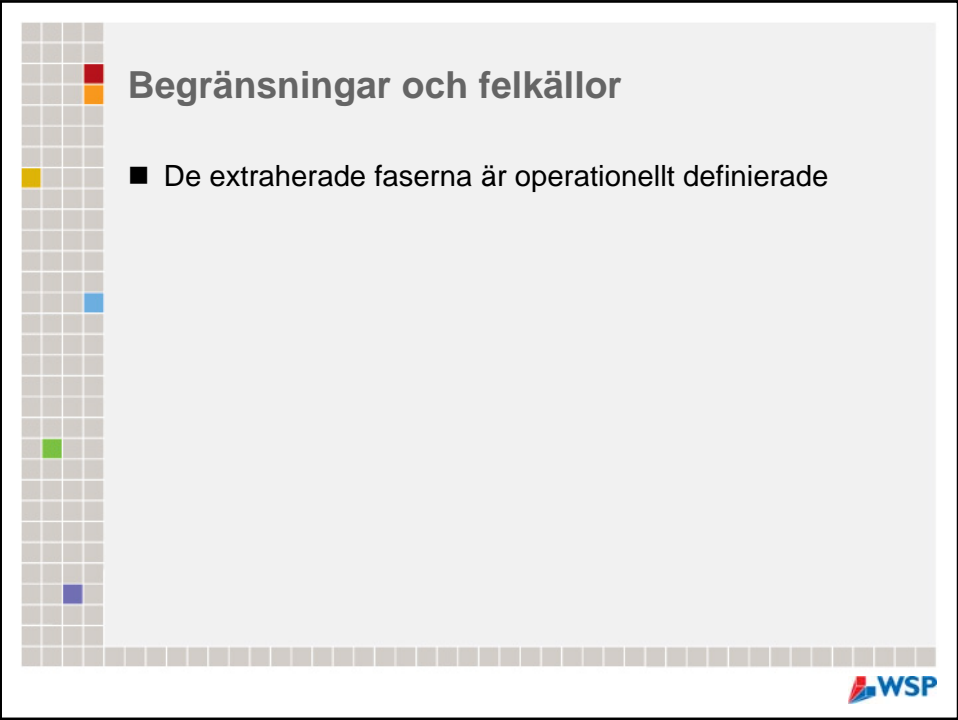 Begränsningar och felkällor
De extraherade faserna är operationellt definierade
WSP